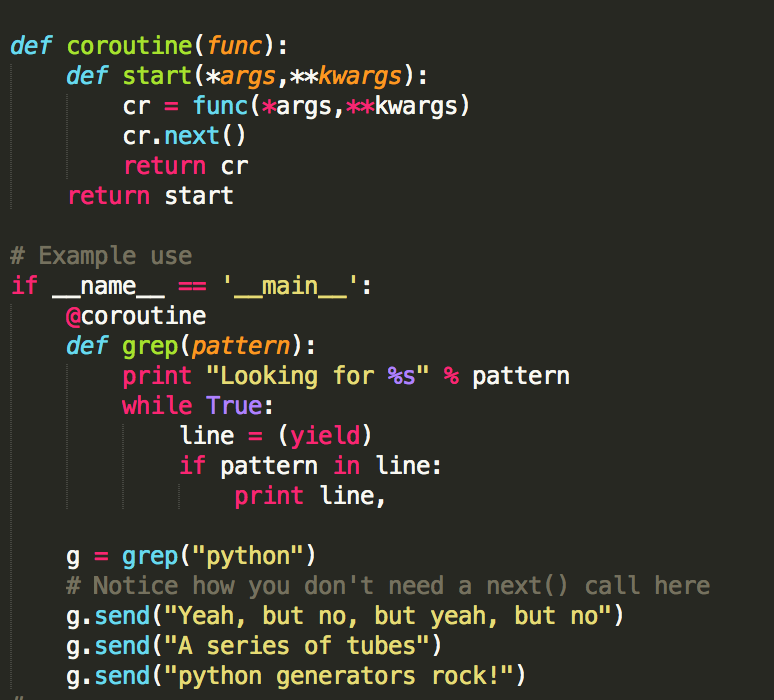 def coroutine(func):
    def start(*args,**kwargs):
        cr = func(*args,**kwargs)
        cr.next()
        return cr
    return start

# Example use
if __name__ == '__main__':
    @coroutine
    def grep(pattern):
        print "Looking for %s" % pattern
        while True:
            line = (yield)
            if pattern in line:
                print line,

    g = grep("python")
    # Notice how you don't need a next() call here
    g.send("Yeah, but no, but yeah, but no")
    g.send("A series of tubes")
    g.send("python generators rock!")